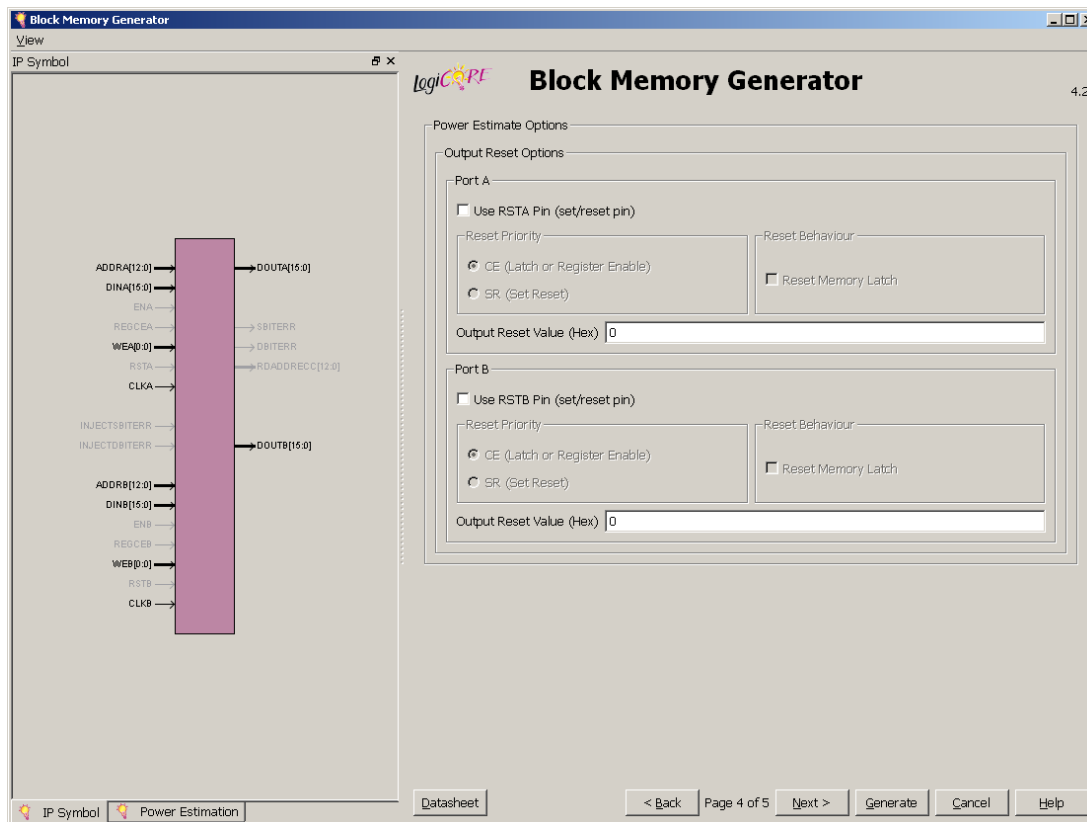 Block Memory Generator
View
IP Symbol
ADDRA[12:0]
DINA[15:0]
ENA
REGCEA
WEA[0:0]
RSTA
CLKA
INJECTSBITERR
INJECTDBITERR
ADDRB[12:0]
DINB[15:0]
ENB
REGCEB
WEB[0:0]
RSTB
CLKB
DOUTA[15:0]
SBITERR
DBITERR
RDADDRECC[12:0]
DOUTB[15:0]
IP Symbol
Power Estimation
LogiCORE
Block Memory Generator
4.2
Power Estimate Options
Output Reset Options
Port A
Use RSTA Pin (set/reset pin)
Reset Priority
CE (Latch or Register Enable)
SR (Set Reset)
Reset Behaviour
Reset Memory Latch
Output Reset Value (Hex) 0
Port B
Use RSTB Pin (set/reset pin)
Reset Priority
CE (Latch or Register Enable)
SR (Set Reset)
Reset Behaviour
Reset Memory Latch
Output Reset Value (Hex) 0
Datasheet
< Back
Page 4 of 5
Next >
Generate
Cancel
Help